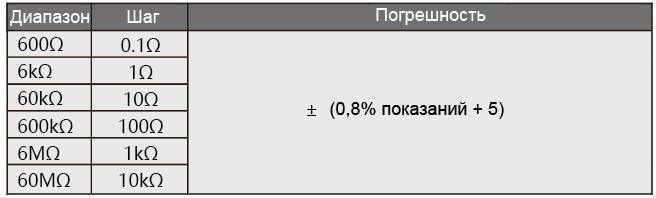 Диапазон Шаг Погрешность
600Ω 0.1Ω
6kΩ 1Ω
60kΩ 10Ω
± (0,8% показаний + 5)
600kΩ 100Ω
6MΩ 1kΩ
60MΩ 10kΩ